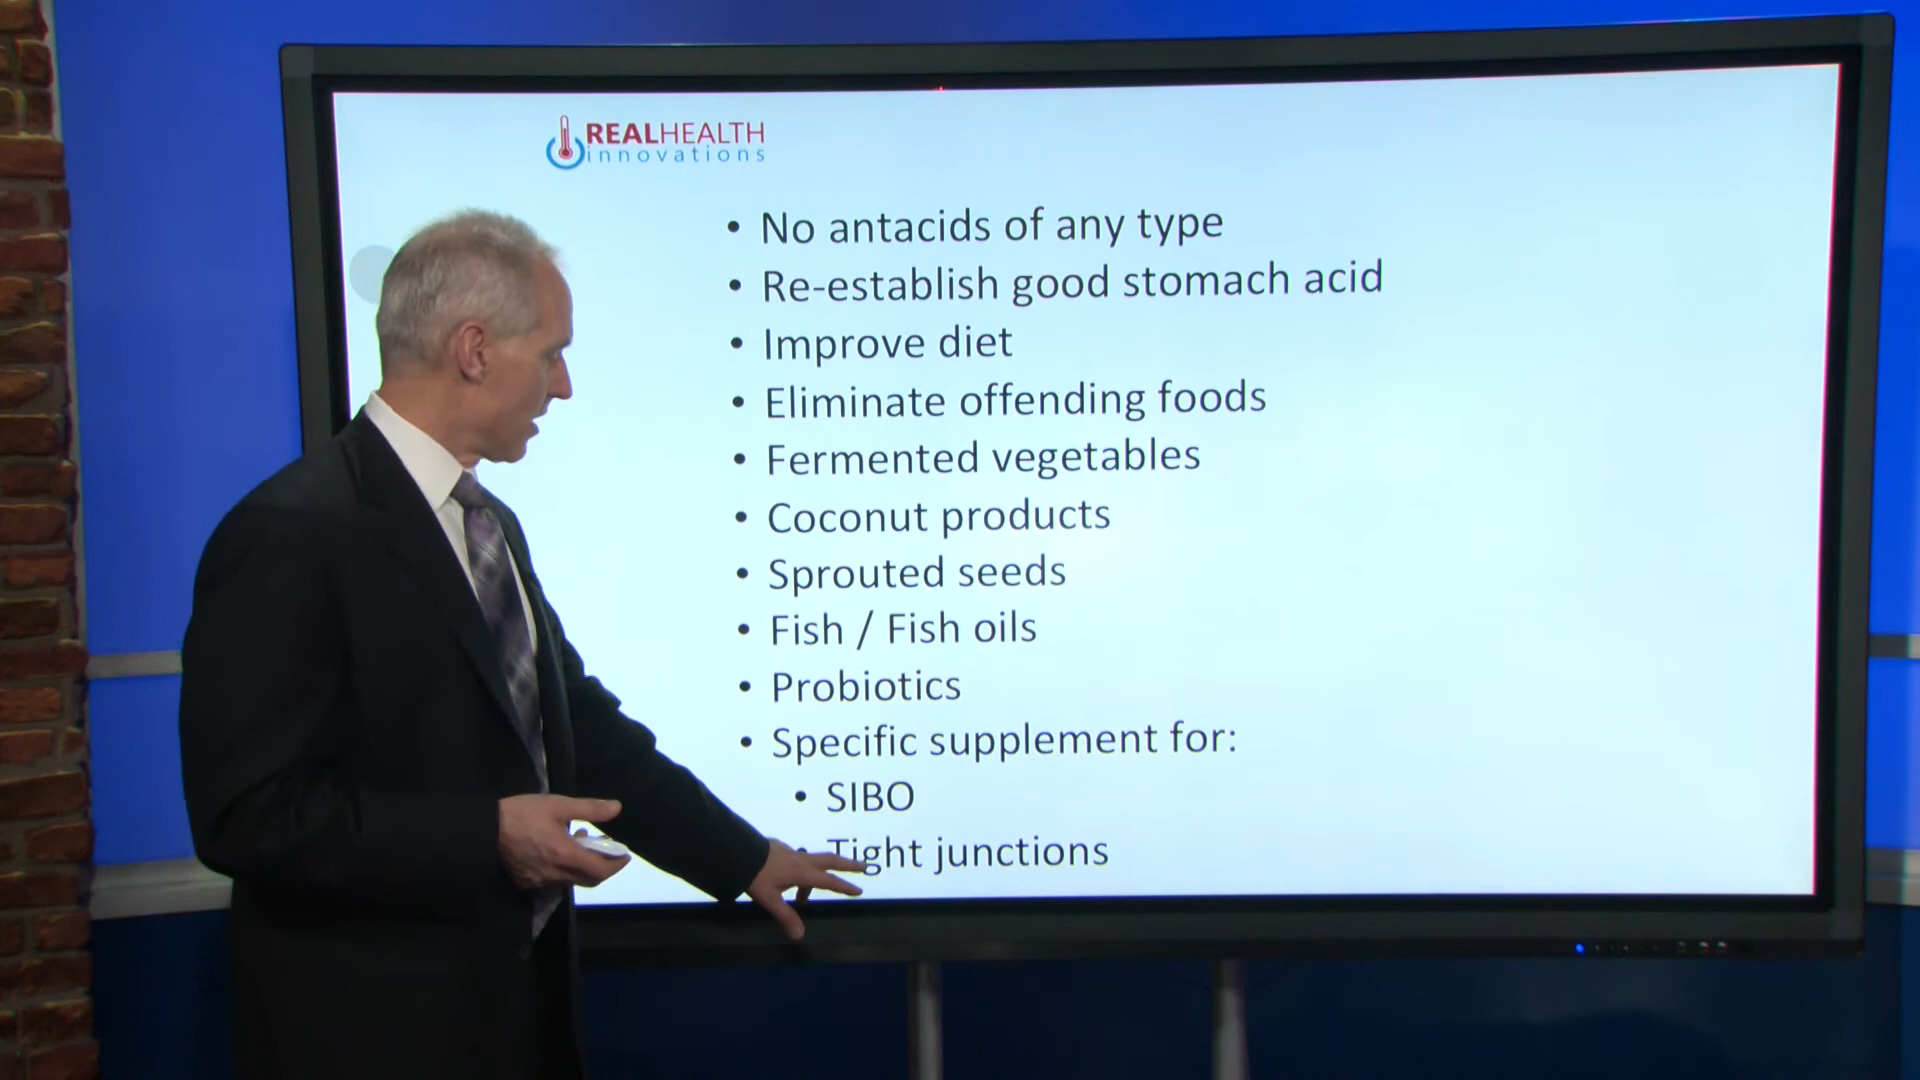 REALHEALTH
innovations
• No antacids of any type
• Re-establish good stomach acid
• Improve diet
• Eliminate offending foods
• Fermented vegetables
• Coconut products
• Sprouted seeds
• Fish / Fish oils
• Probiotics
• Specific supplement for:
• SIBO
• Tight junctions